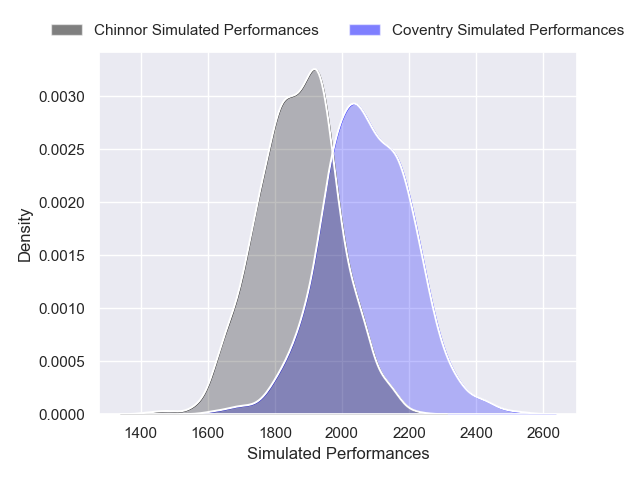 Chinnor Simulated Performances Coventry Simulated Performances
0.0030
0.0025
0.0020
0.0015
0.0010
0.0005
0.0000
Density
1400 1600 1800 2000 2200 2400 2600
Simulated Performances